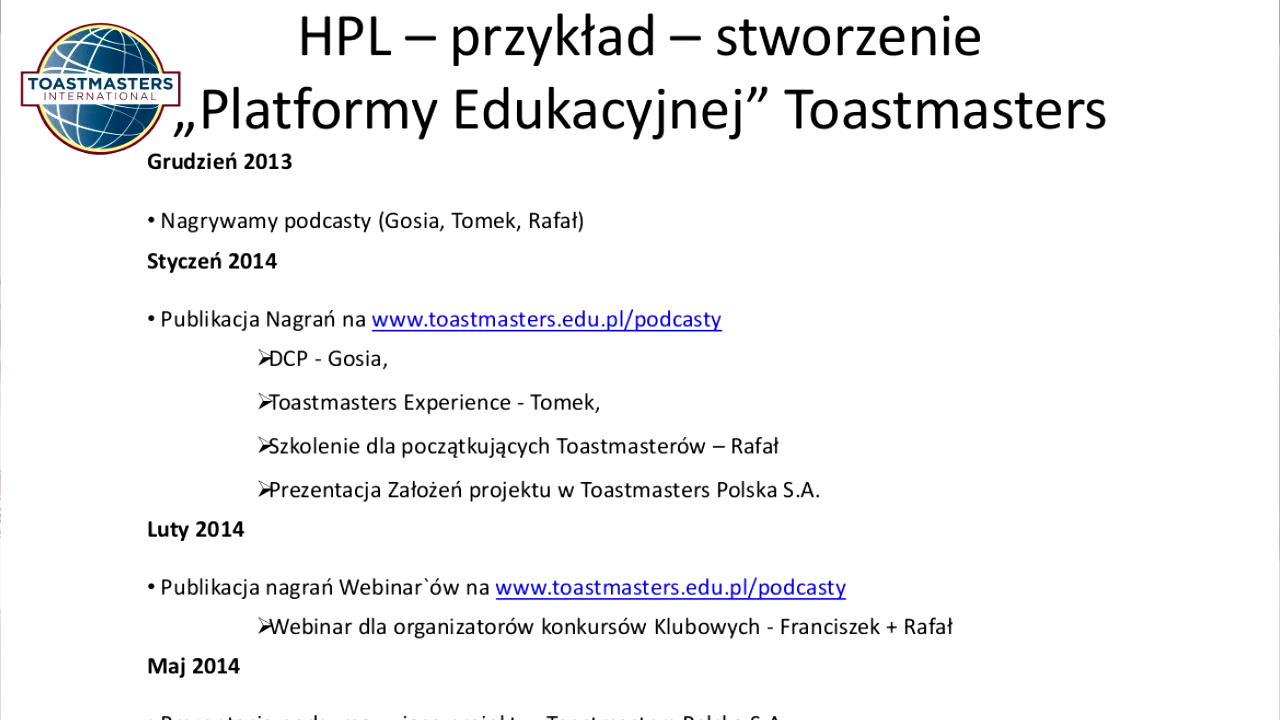 TOASTMASTERS
INTERNATIONAL
HPL – przykład – stworzenie
„Platformy Edukacyjnej” Toastmasters
Grudzień 2013
• Nagrywamy podcasty (Gosia, Tomek, Rafał)
Styczeń 2014
• Publikacja Nagrań na www.toastmasters.edu.pl/podcasty
➢DCP - Gosia,
➢Toastmasters Experience - Tomek,
➢Szkolenie dla początkujących Toastmasterów – Rafał
➢Prezentacja Założeń projektu w Toastmasters Polska S.A.
Luty 2014
• Publikacja nagrań Webinar`ów na www.toastmasters.edu.pl/podcasty
➢Webinar dla organizatorów konkursów Klubowych - Franciszek + Rafał
Maj 2014